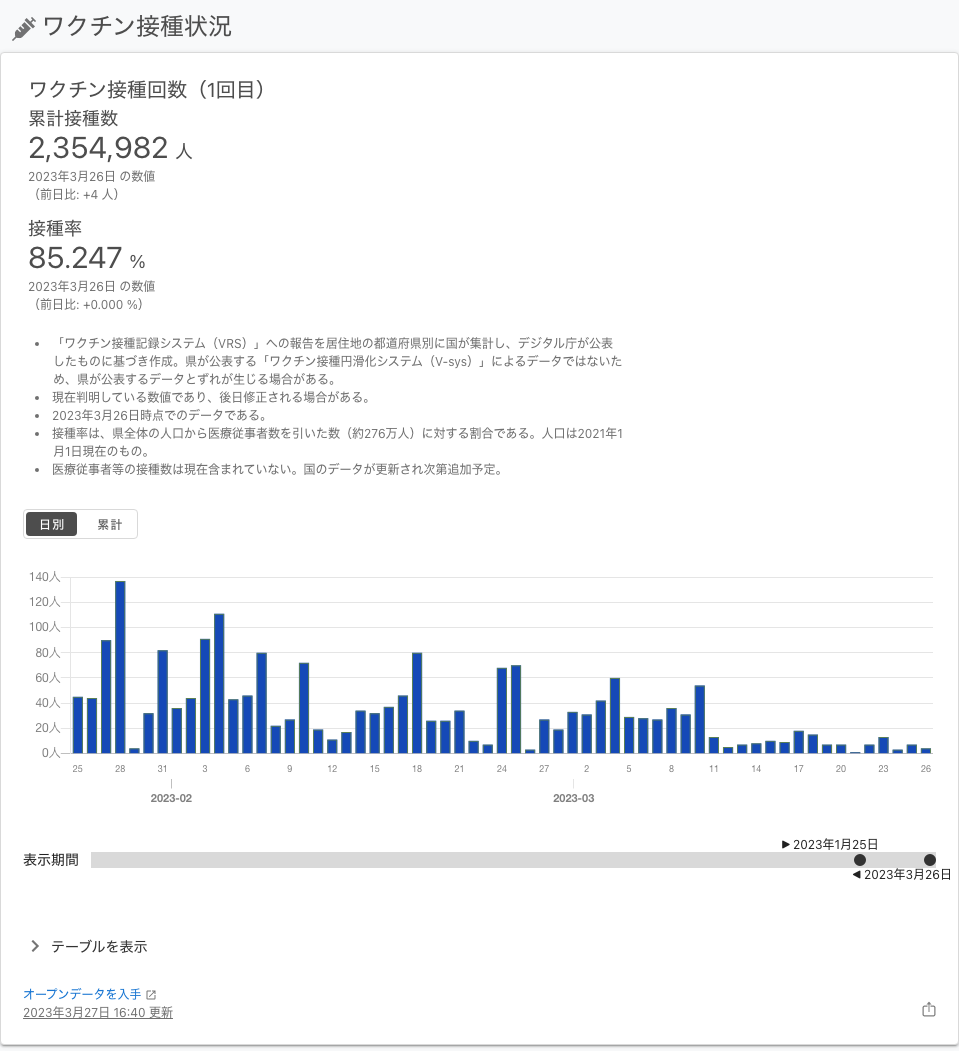 ワクチン接種状況
ワクチン接種回数（1回目）
累計接種数
2,354,982 人
2023年3月26日 の数値
（前日比: +4 人）
接種率
85.247 %
2023年3月26日 の数値
（前日比: +0.000 %）
• 「ワクチン接種記録システム（VRS）」への報告を居住地の都道府県別に国が集計し、デジタル庁が公表
したものに基づき作成。県が公表する「ワクチン接種円滑化システム（V-sys）」によるデータではないた
め、県が公表するデータとずれが生じる場合がある。
• 現在判明している数値であり、後日修正される場合がある。
• 2023年3月26日時点でのデータである。
• 接種率は、県全体の人口から医療従事者数を引いた数（約276万人）に対する割合である。人口は2021年1
月1日現在のもの。
• 医療従事者等の接種数は現在含まれていない。国のデータが更新され次第追加予定。
日別 累計
140人
120人
100人
80人
60人
40人
20人
0人
25 28 31 3 6 9 12 15 18 21 24 27 2 5 8 11 14 17 20 23 26
2023-02 2023-03
2023年1月25日
表示期間
2023年3月26日
テーブルを表示
オープンデータを入手
2023年3月27日 16:40 更新